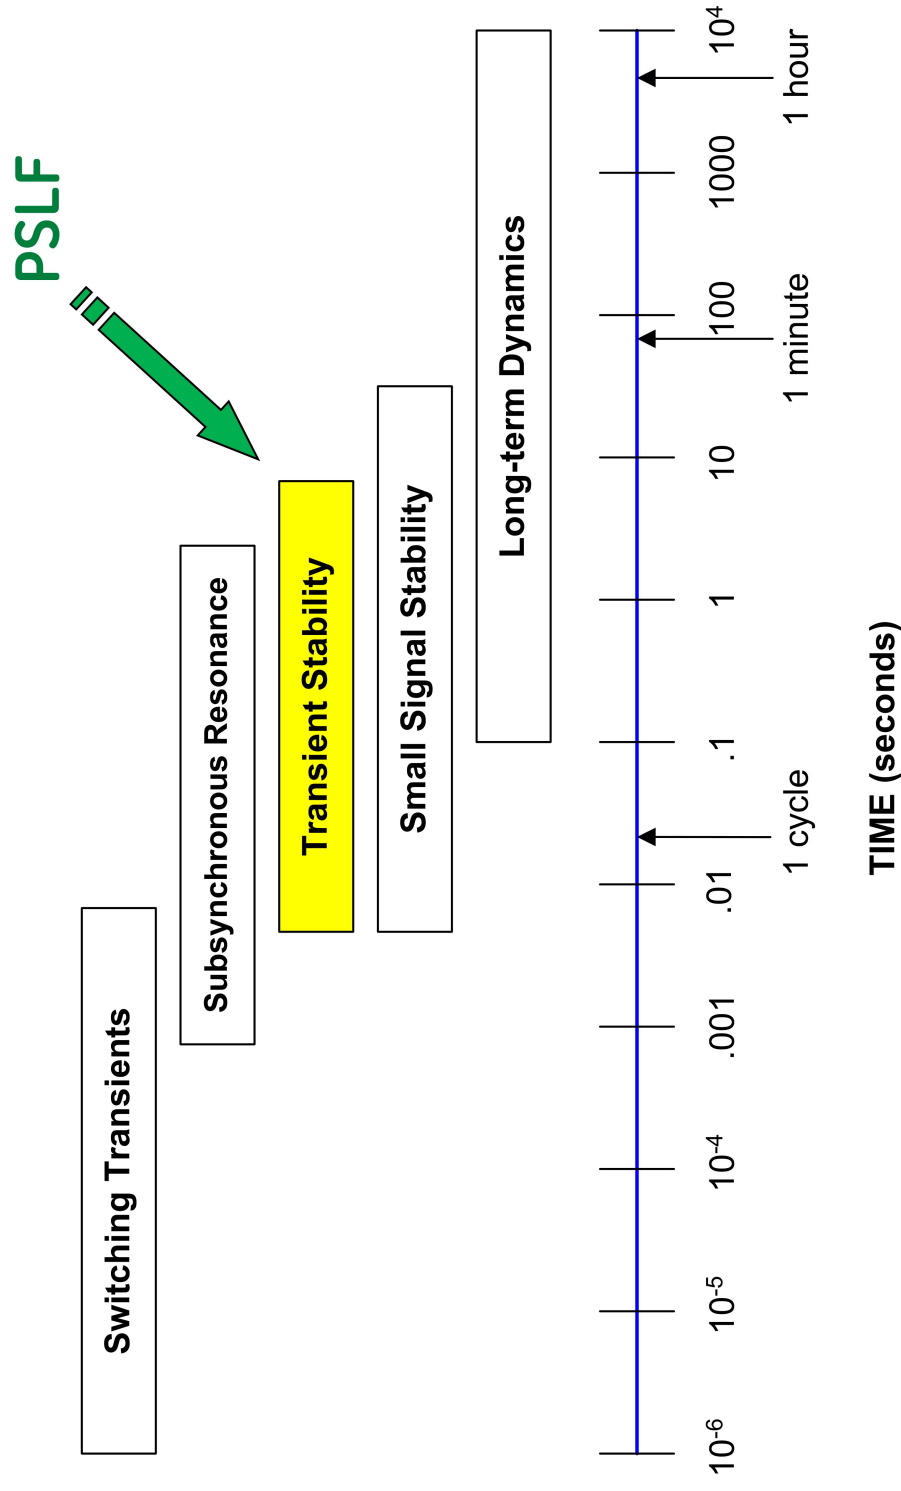 PSLF
Switching Transients
Subsynchronous Resonance
Transient Stability
Small Signal Stability
Long-term Dynamics
10⁻⁶ 10⁻⁵ 10⁻⁴ .001 .01 .1 1 10 100 1000 10⁴
1 cycle 1 minute 1 hour
TIME (seconds)